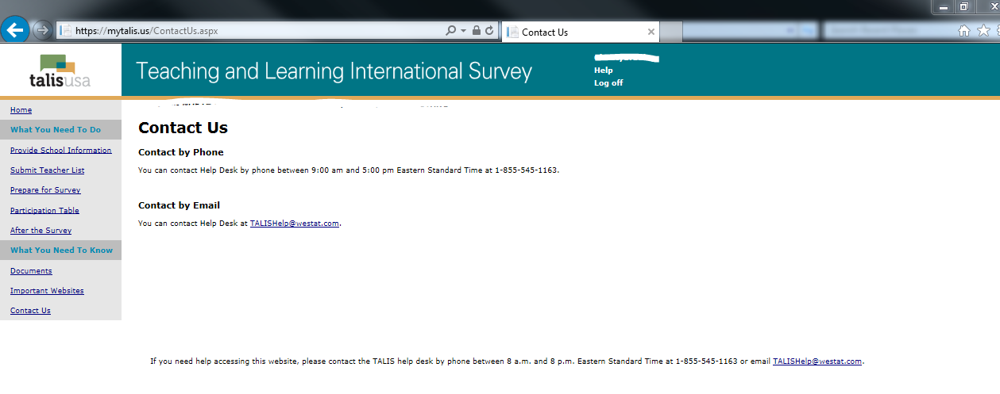 https://mytalis.us/ContactUs.aspx
Contact Us
talisusa
Teaching and Learning International Survey
Help
Log off
Home
What You Need To Do
Provide School Information
Submit Teacher List
Prepare for Survey
Participation Table
After the Survey
What You Need To Know
Documents
Important Websites
Contact Us
Contact Us
Contact by Phone
You can contact Help Desk by phone between 9:00 am and 5:00 pm Eastern Standard Time at 1-855-545-1163.
Contact by Email
You can contact Help Desk at TALISHelp@westat.com.
If you need help accessing this website, please contact the TALIS help desk by phone between 8 a.m. and 8 p.m. Eastern Standard Time at 1-855-545-1163 or email TALISHelp@westat.com.